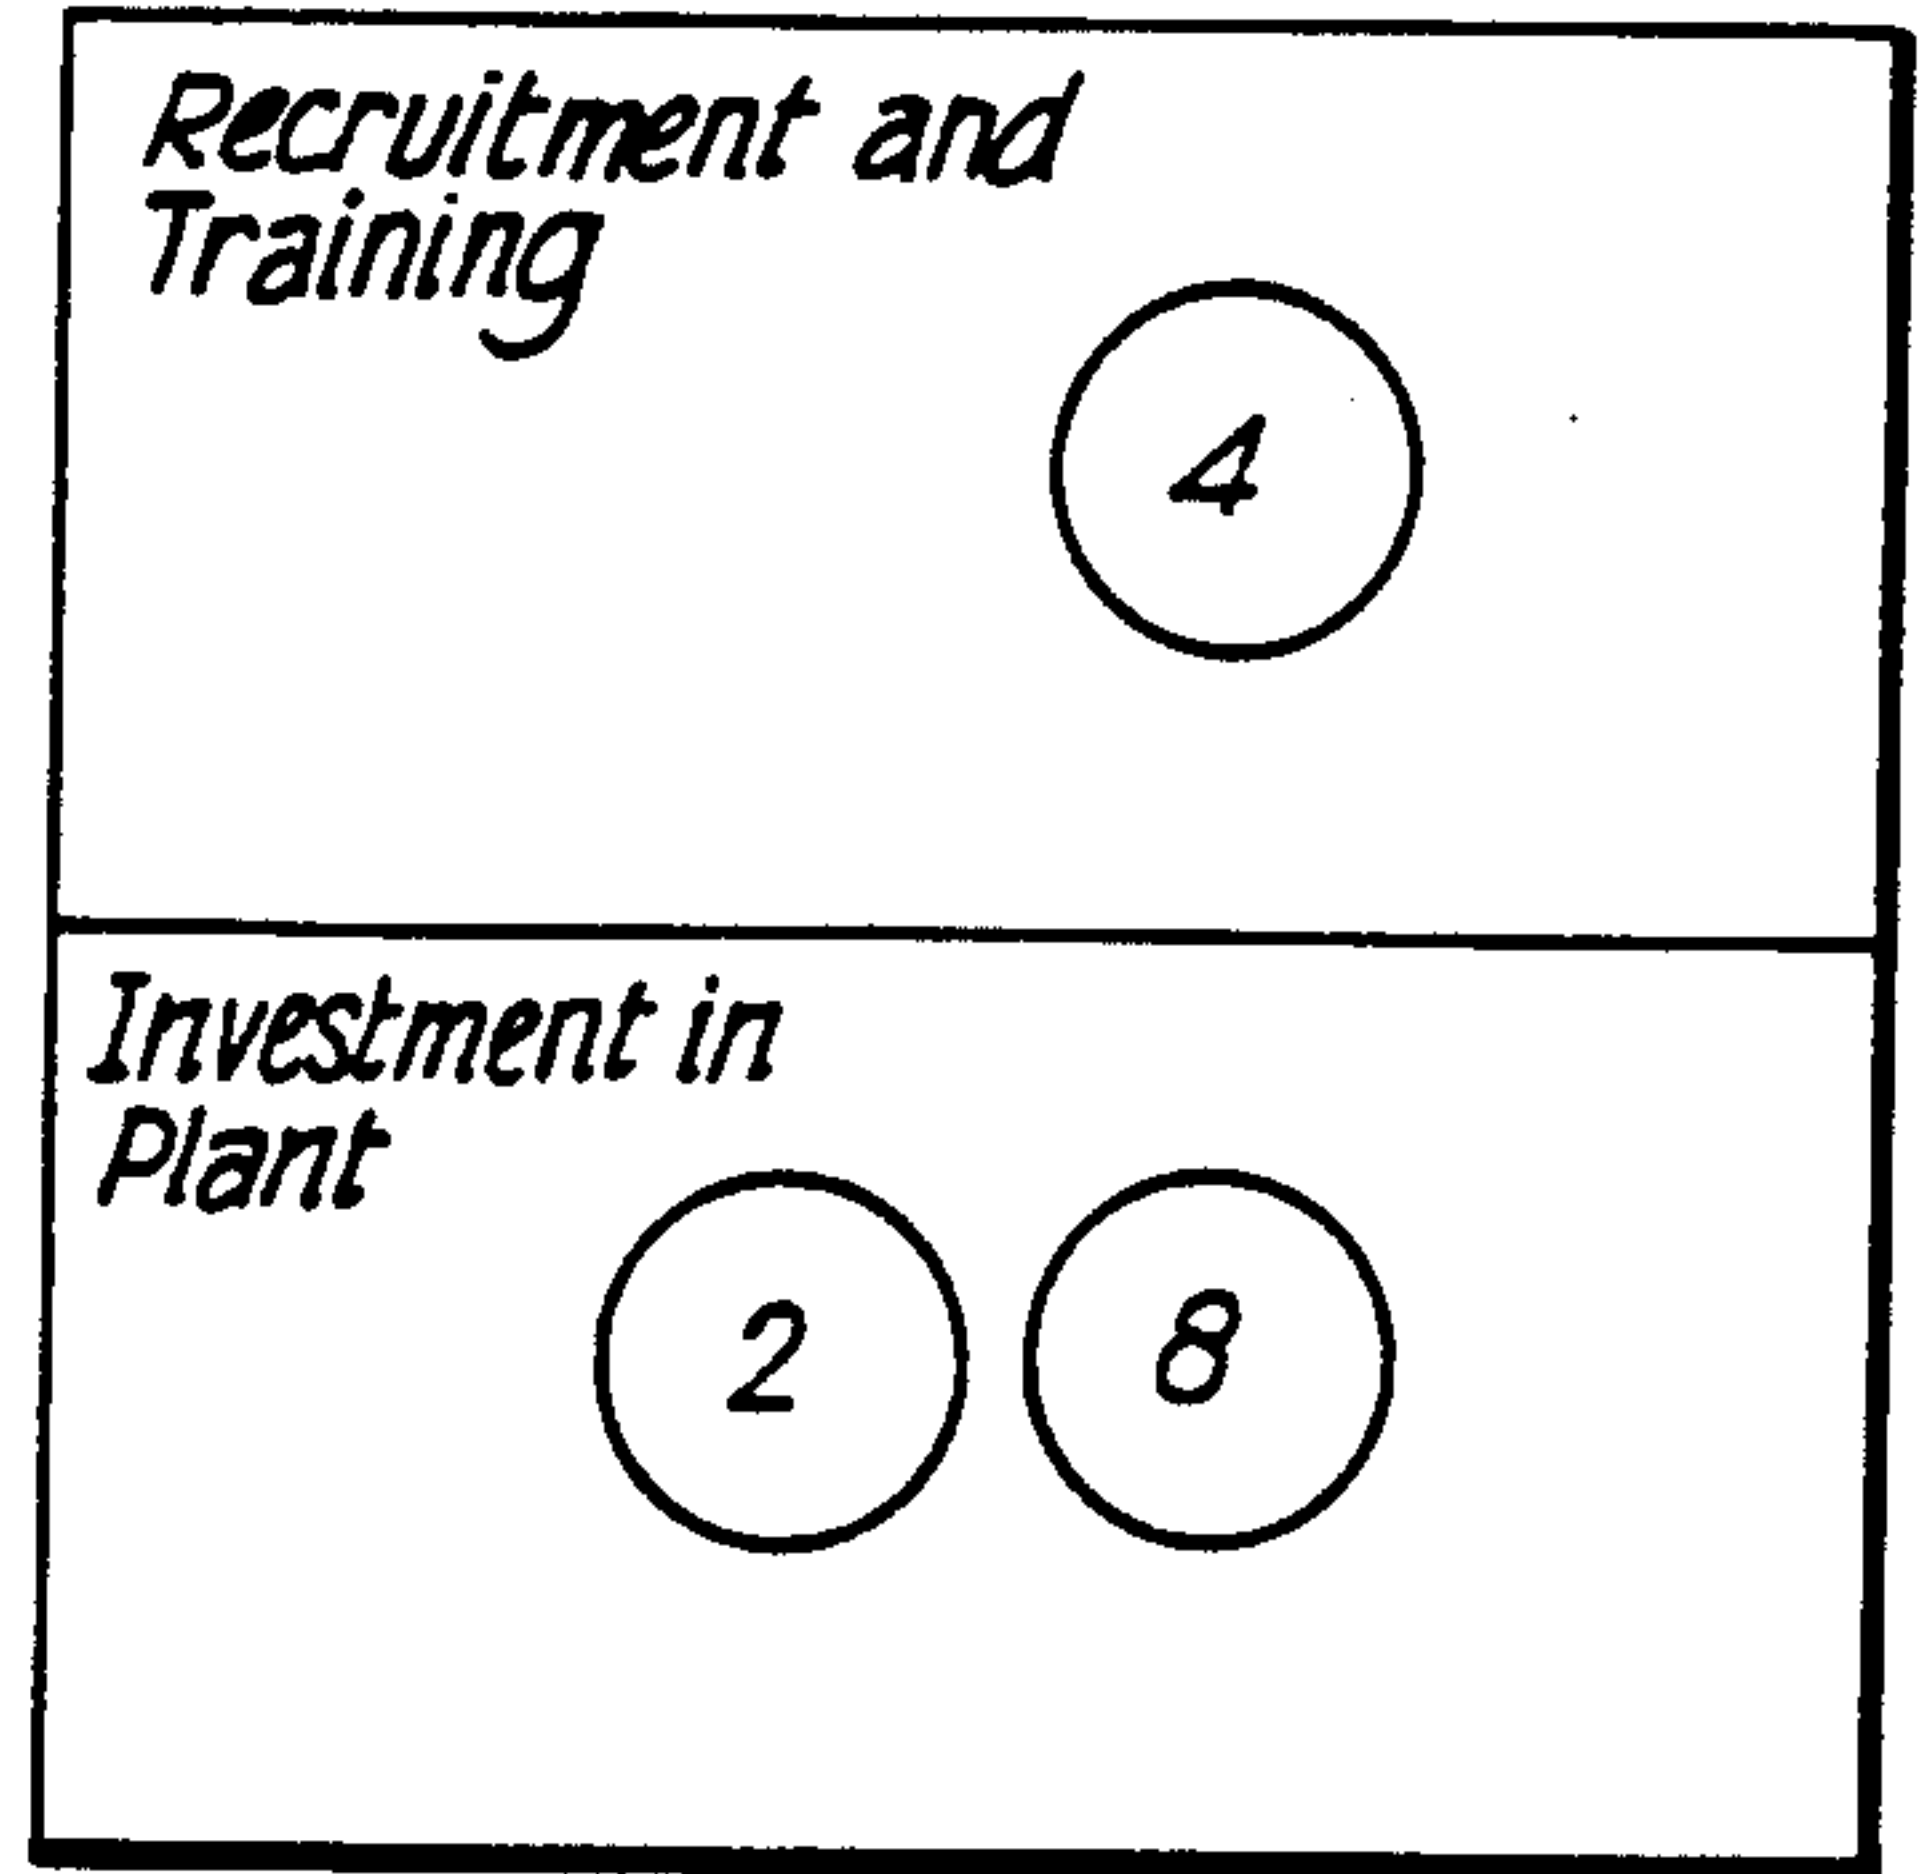 Recruitment and
Training
4
Investment in
Plant
2 8